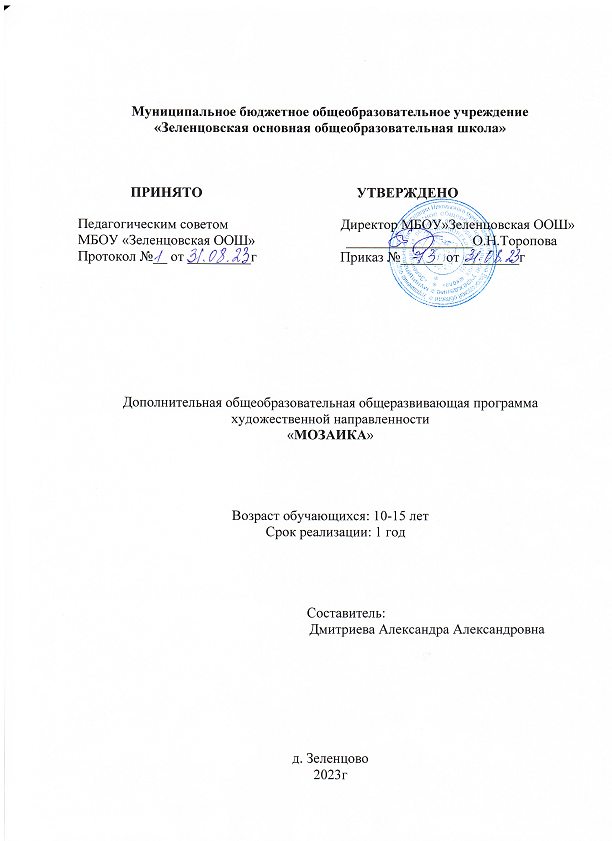 Муниципальное бюджетное общеобразовательное учреждение
«Зеленцовская основная общеобразовательная школа»
ПРИНЯТО
Педагогическим советом
МБОУ «Зеленцовская ООШ»
Протокол №1 от 31.08.23г
УТВЕРЖДЕНО
Директор МБОУ»Зеленцовская ООШ»
О.Н.Торопова
Приказ № 73 от 31.08.23г
Дополнительная общеобразовательная общеразвивающая программа
художественной направленности
«МОЗАИКА»
Возраст обучающихся: 10-15 лет
Срок реализации: 1 год
Составитель:
Дмитриева Александра Александровна
д. Зеленцово
2023г